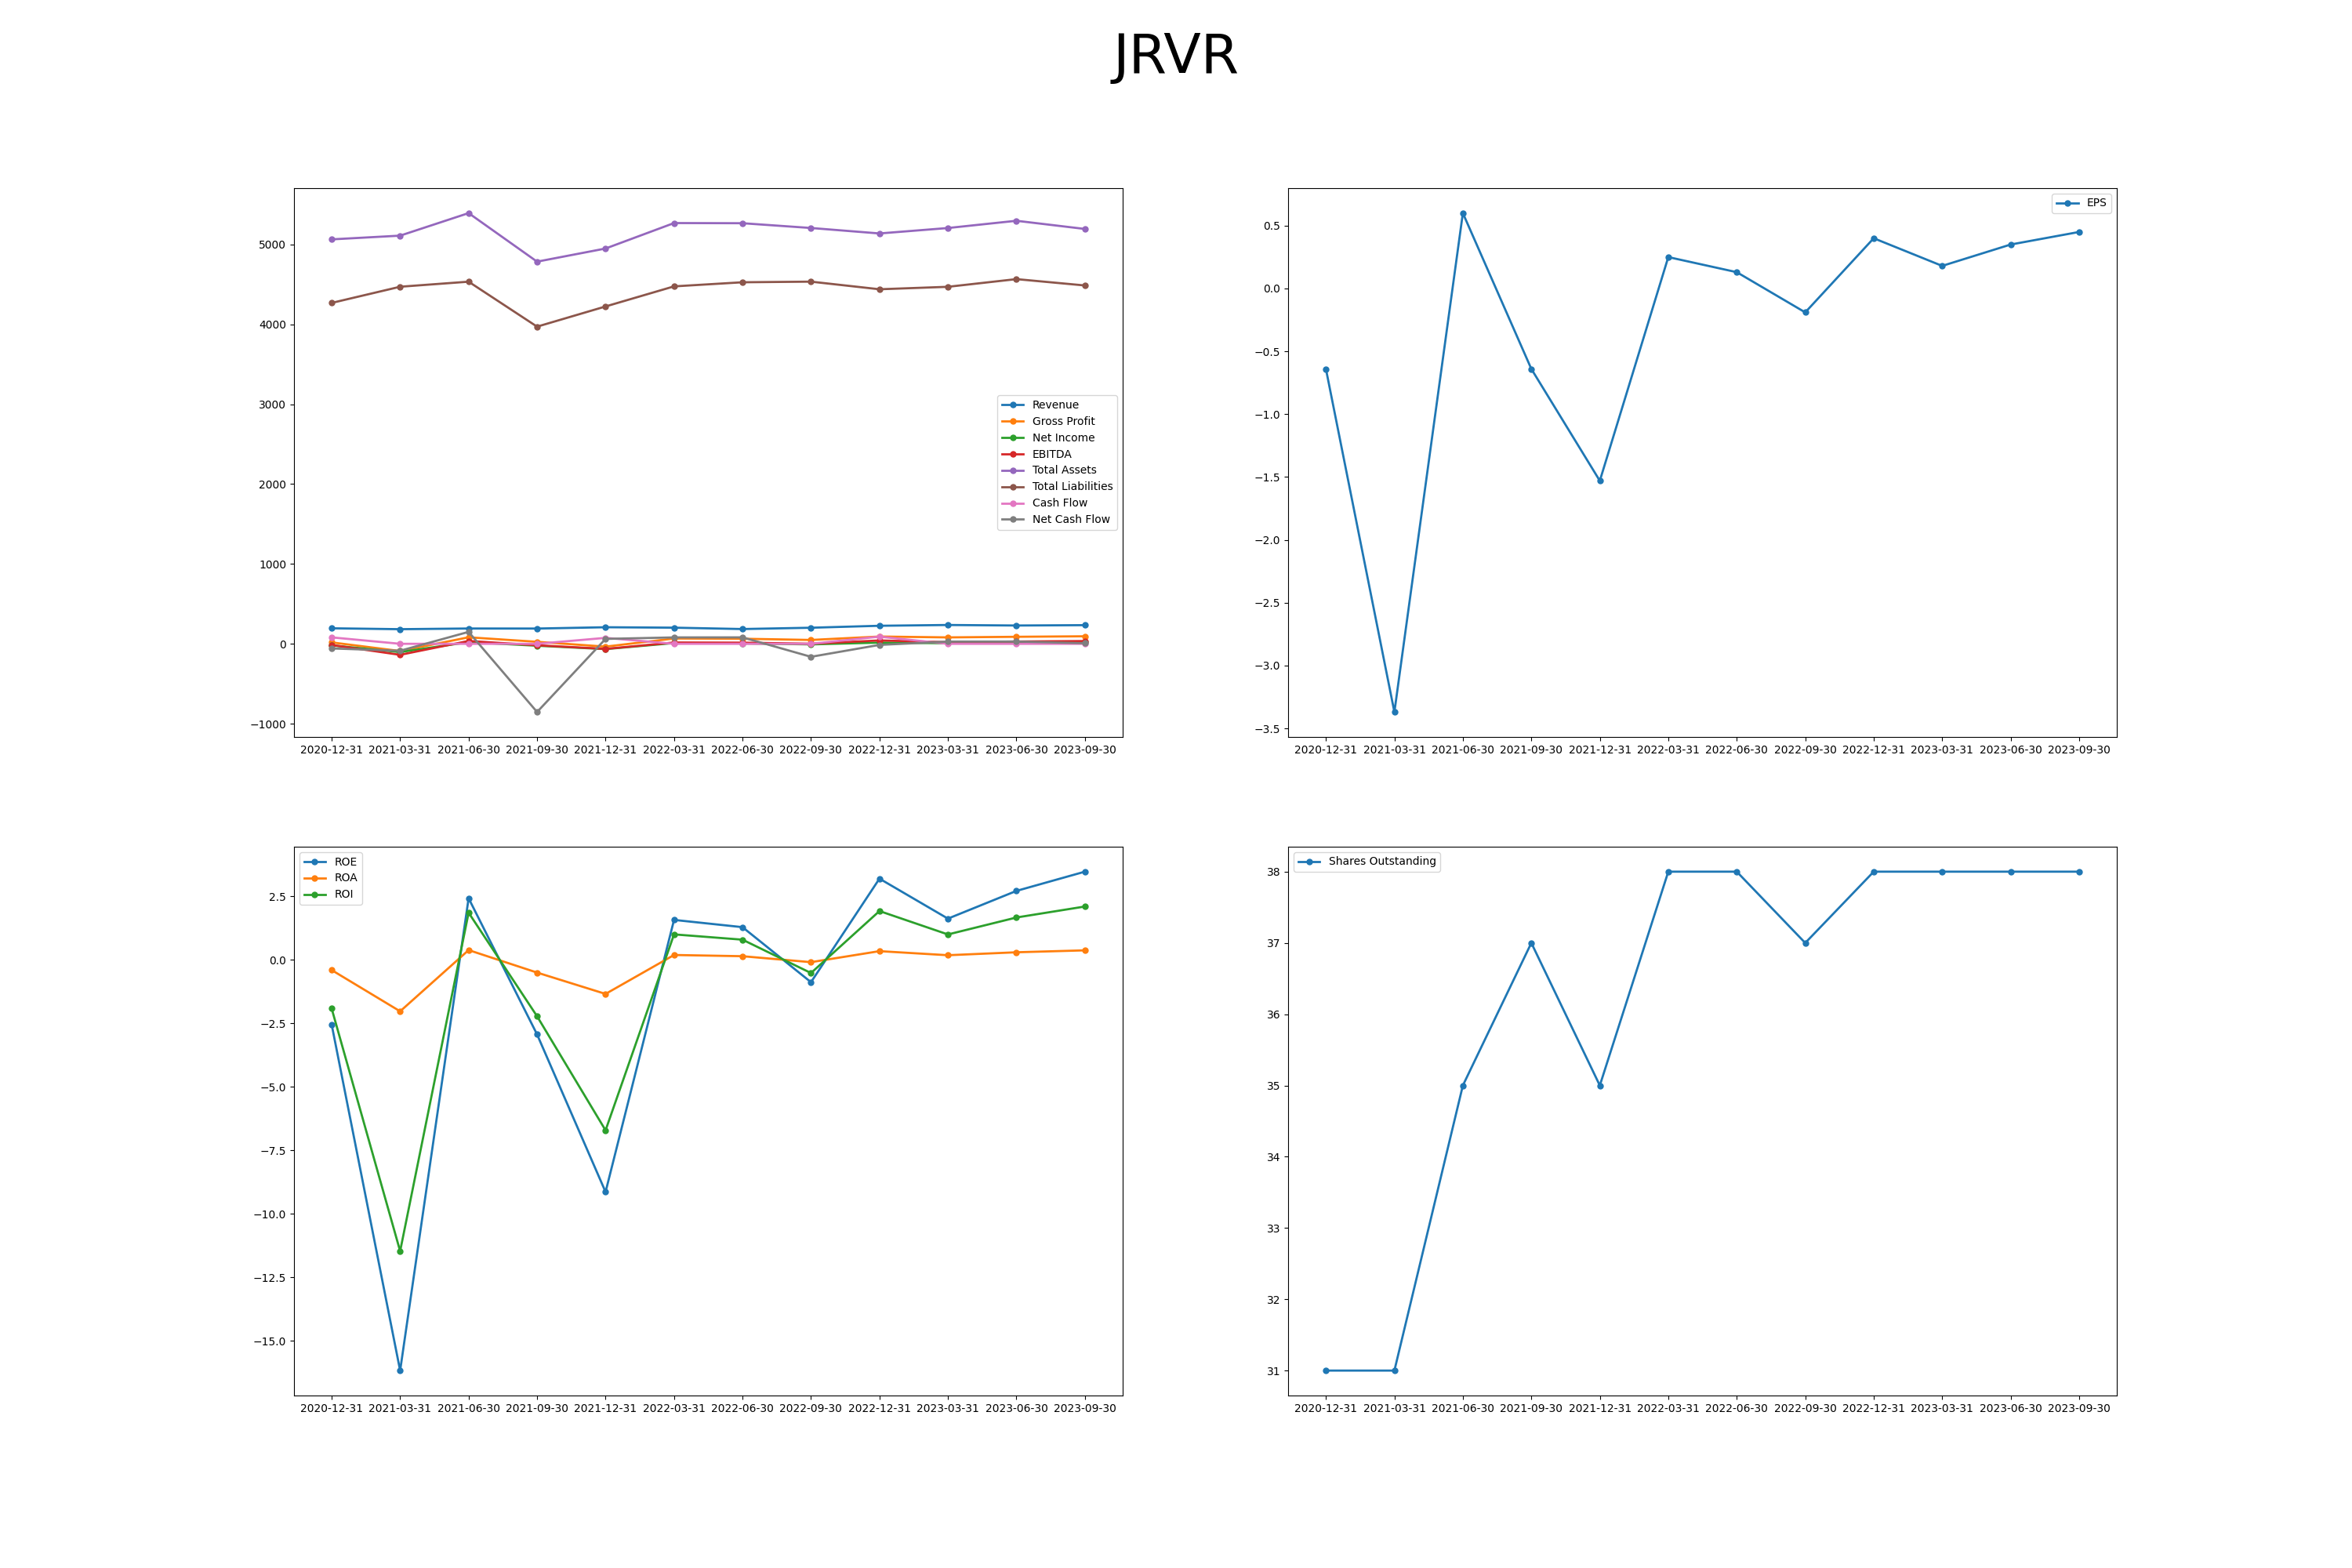 JRVR
5000
4000
3000
2000
1000
0
−1000
Revenue
Gross Profit
Net Income
EBITDA
Total Assets
Total Liabilities
Cash Flow
Net Cash Flow
2020-12-31 2021-03-31 2021-06-30 2021-09-30 2021-12-31 2022-03-31 2022-06-30 2022-09-30 2022-12-31 2023-03-31 2023-06-30 2023-09-30
EPS
0.5
0.0
−0.5
−1.0
−1.5
−2.0
−2.5
−3.0
−3.5
2020-12-31 2021-03-31 2021-06-30 2021-09-30 2021-12-31 2022-03-31 2022-06-30 2022-09-30 2022-12-31 2023-03-31 2023-06-30 2023-09-30
ROE
ROA
ROI
2.5
0.0
−2.5
−5.0
−7.5
−10.0
−12.5
−15.0
2020-12-31 2021-03-31 2021-06-30 2021-09-30 2021-12-31 2022-03-31 2022-06-30 2022-09-30 2022-12-31 2023-03-31 2023-06-30 2023-09-30
Shares Outstanding
38
37
36
35
34
33
32
31
2020-12-31 2021-03-31 2021-06-30 2021-09-30 2021-12-31 2022-03-31 2022-06-30 2022-09-30 2022-12-31 2023-03-31 2023-06-30 2023-09-30